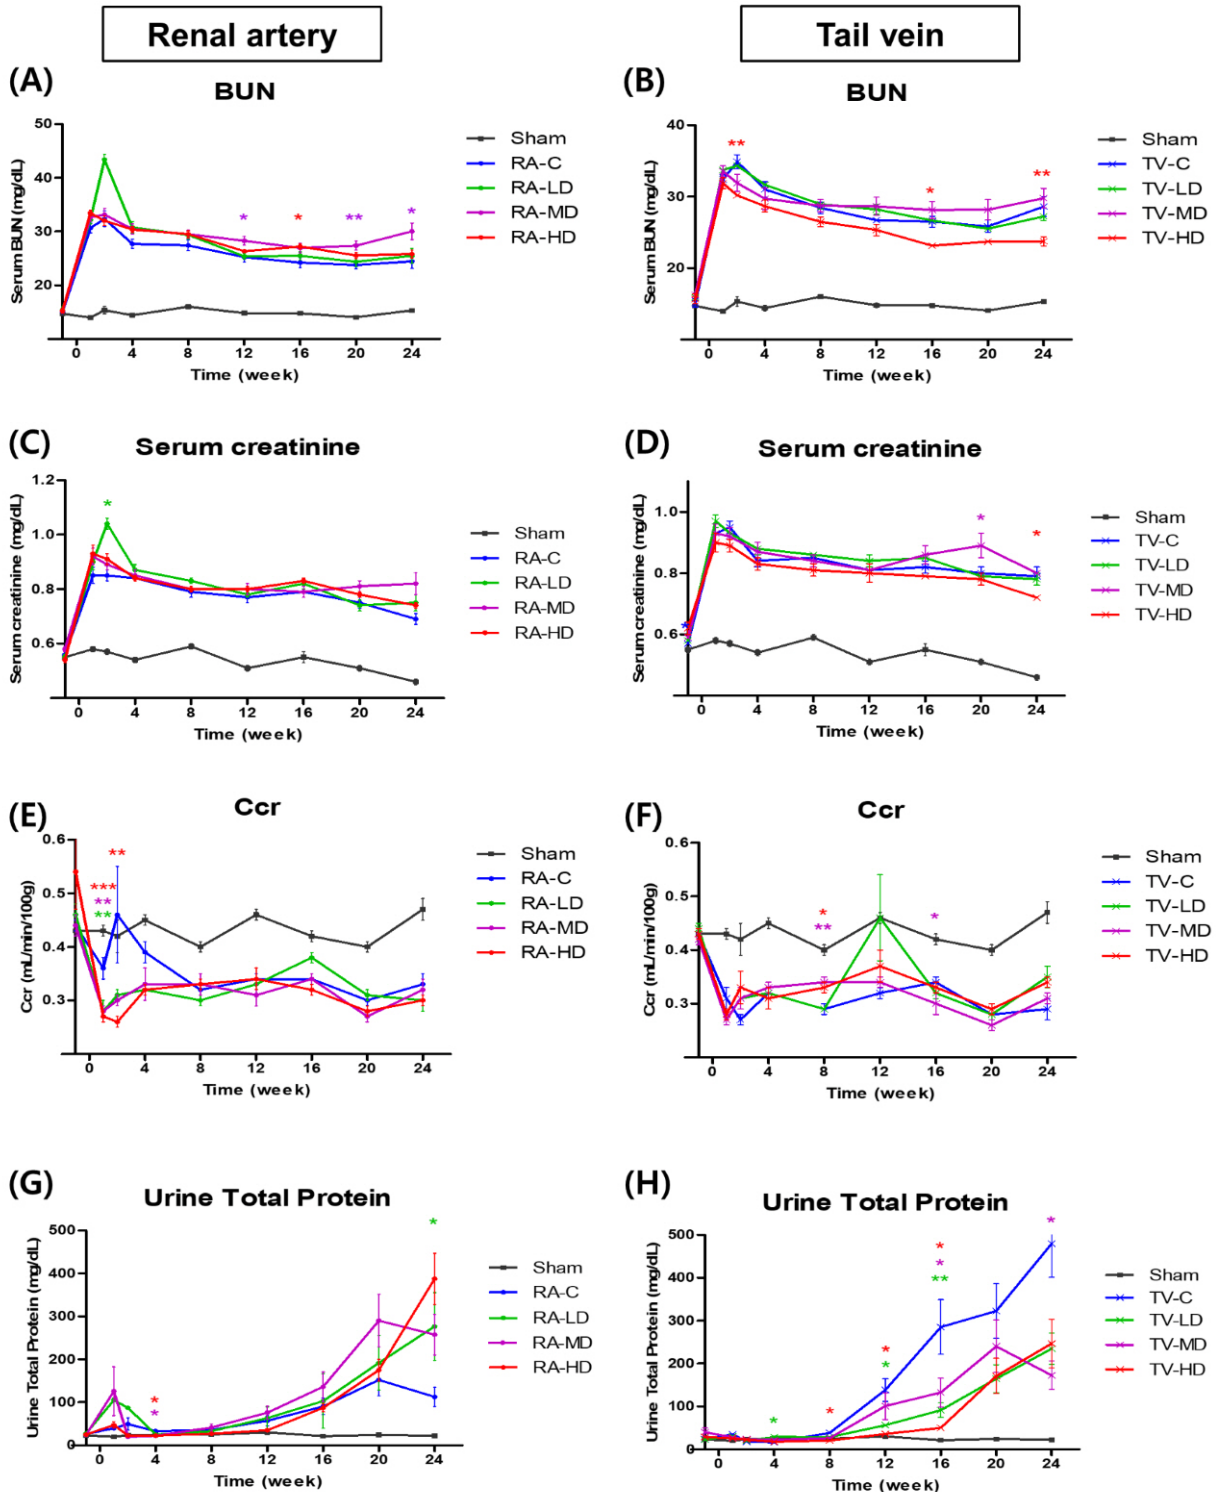 Renal artery
Tail vein
(A)
BUN
Serum BUN (mg/dL)
50
40
30
20
0 4 8 12 16 20 24
Time (week)
* * ** *
Sham
RA-C
RA-LD
RA-MD
RA-HD
(B)
BUN
Serum BUN (mg/dL)
40
30
20
0 4 8 12 16 20 24
Time (week)
** * **
Sham
TV-C
TV-LD
TV-MD
TV-HD
(C)
Serum creatinine
Serum creatinine (mg/dL)
1.2
1.0
0.8
0.6
0 4 8 12 16 20 24
Time (week)
*
Sham
RA-C
RA-LD
RA-MD
RA-HD
(D)
Serum creatinine
Serum creatinine (mg/dL)
1.0
0.8
0.6
0 4 8 12 16 20 24
Time (week)
* * *
Sham
TV-C
TV-LD
TV-MD
TV-HD
(E)
Ccr
Ccr (mL/min/100g)
0.6
0.5
0.4
0.3
0 4 8 12 16 20 24
Time (week)
**
***
**
**
Sham
RA-C
RA-LD
RA-MD
RA-HD
(F)
Ccr
Ccr (mL/min/100g)
0.6
0.5
0.4
0.3
0 4 8 12 16 20 24
Time (week)
*
** *
Sham
TV-C
TV-LD
TV-MD
TV-HD
(G)
Urine Total Protein
Urine Total Protein (mg/dL)
500
400
300
200
100
0
0 4 8 12 16 20 24
Time (week)
*
*
*
Sham
RA-C
RA-LD
RA-MD
RA-HD
(H)
Urine Total Protein
Urine Total Protein (mg/dL)
500
400
300
200
100
0
0 4 8 12 16 20 24
Time (week)
*
*
*
**
*
*
* *
Sham
TV-C
TV-LD
TV-MD
TV-HD